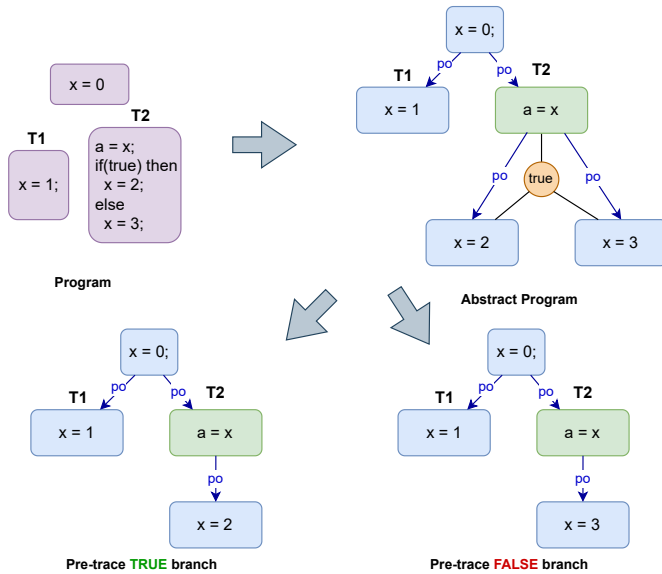 x = 0
T1
x = 1;
T2
a = x;
if(true) then
x = 2;
else
x = 3;
Program
x = 0;
po
po
T1
T2
x = 1
a = x
po
true
po
x = 2
x = 3
Abstract Program
x = 0;
po
po
T1
T2
x = 1
a = x
po
x = 2
Pre-trace TRUE branch
x = 0;
po
po
T1
T2
x = 1
a = x
po
x = 3
Pre-trace FALSE branch